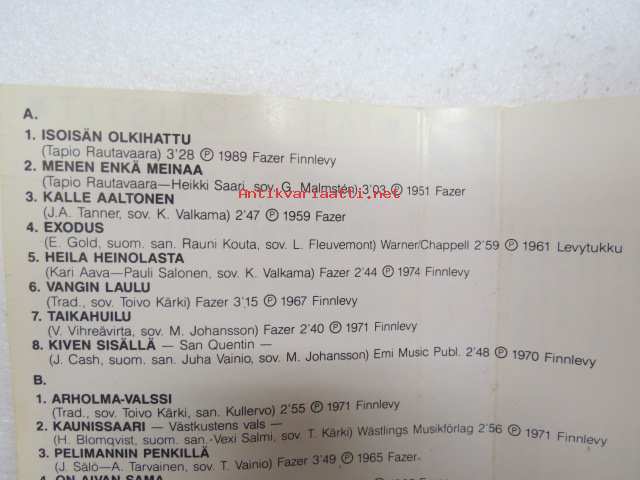 A.
1. ISOISÄN OLKIHATTU
(Tapio Rautavaara) 3'28 ℗ 1989 Fazer Finnlevy
2. MENEN ENKÄ MEINAA
(Tapio Rautavaara—Heikki Saari, sov. G. Malmstén) 3'03 ℗ 1951 Fazer
Antikvariaatti.net
3. KALLE AALTONEN
(J.A. Tanner, sov. K. Valkama) 2'47 ℗ 1959 Fazer
4. EXODUS
(E. Gold, suom. san. Rauni Kouta, sov. L. Fleuvemont) Warner/Chappell 2'59 ℗ 1961 Levytukku
5. HEILA HEINOLASTA
(Kari Aava—Pauli Salonen, sov. K. Valkama) Fazer 2'44 ℗ 1974 Finnlevy
6. VANGIN LAULU
(Trad., sov. Toivo Kärki) Fazer 3'15 ℗ 1967 Finnlevy
7. TAIKAHUILU
(V. Vihreävirta, sov. M. Johansson) Fazer 2'40 ℗ 1971 Finnlevy
8. KIVEN SISÄLLÄ — San Quentin —
(J. Cash, suom. san. Juha Vainio, sov. M. Johansson) Emi Music Publ. 2'48 ℗ 1970 Finnlevy
B.
1. ARHOLMA-VALSSI
(Trad., sov. Toivo Kärki, san. Kullervo) 2'55 ℗ 1971 Finnlevy
2. KAUNISSAARI — Västkustens vals —
(H. Blomqvist, suom. san.-Vexi Salmi, sov. T. Kärki) Wästlings Musikförlag 2'56 ℗ 1971 Finnlevy
3. PELIMANNIN PENKILLÄ
(J. Sälö—A. Tarvainen, sov. T. Vainio) Fazer 3'49 ℗ 1965 Fazer
4. ON AIVAN SAMA